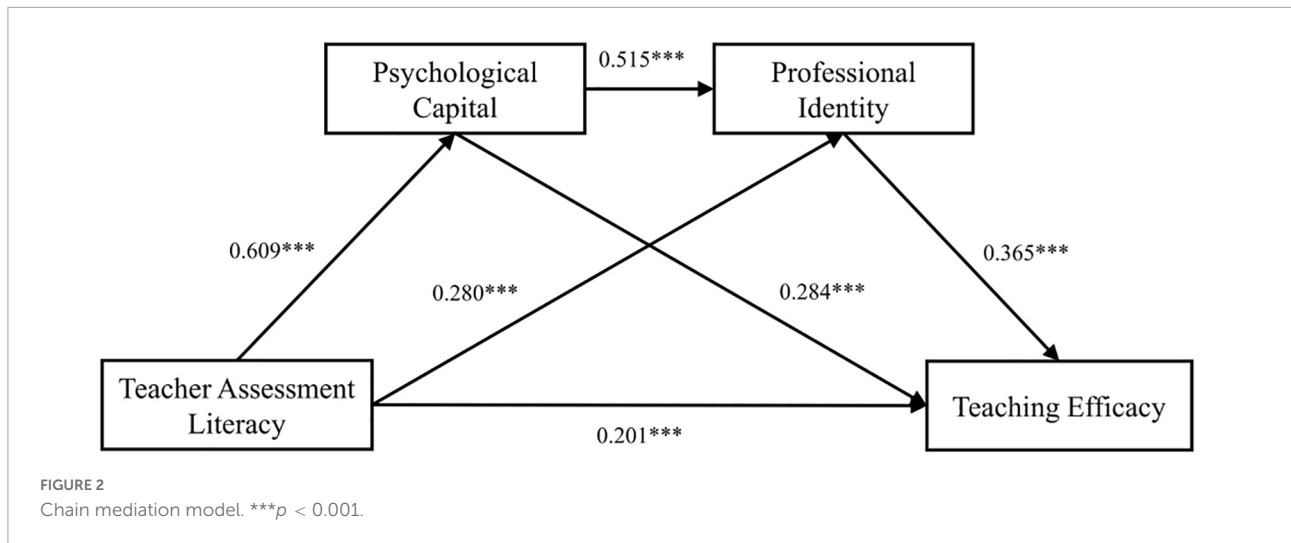 Psychological
Capital
0.515***
Professional
Identity
0.609***
0.280***
0.284***
0.365***
Teacher Assessment
Literacy
0.201***
Teaching Efficacy
FIGURE 2
Chain mediation model. ***p < 0.001.